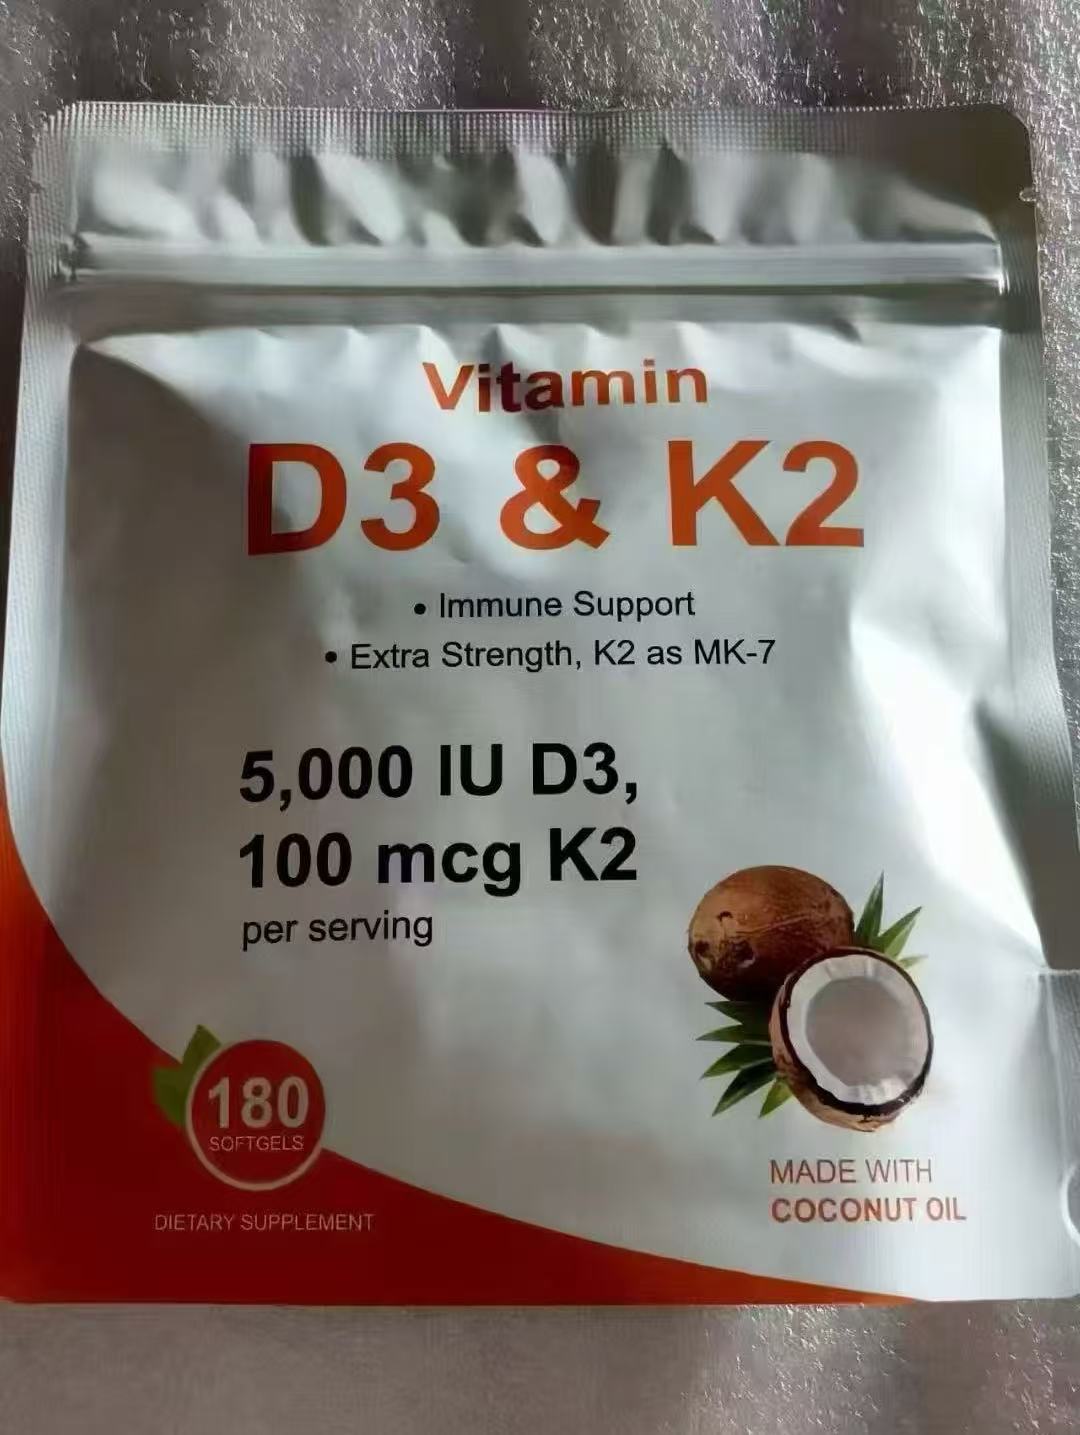 Vitamin
D3 & K2
• Immune Support
• Extra Strength, K2 as MK-7
5,000 IU D3,
100 mcg K2
per serving
180
SOFTGELS
DIETARY SUPPLEMENT
MADE WITH
COCONUT OIL